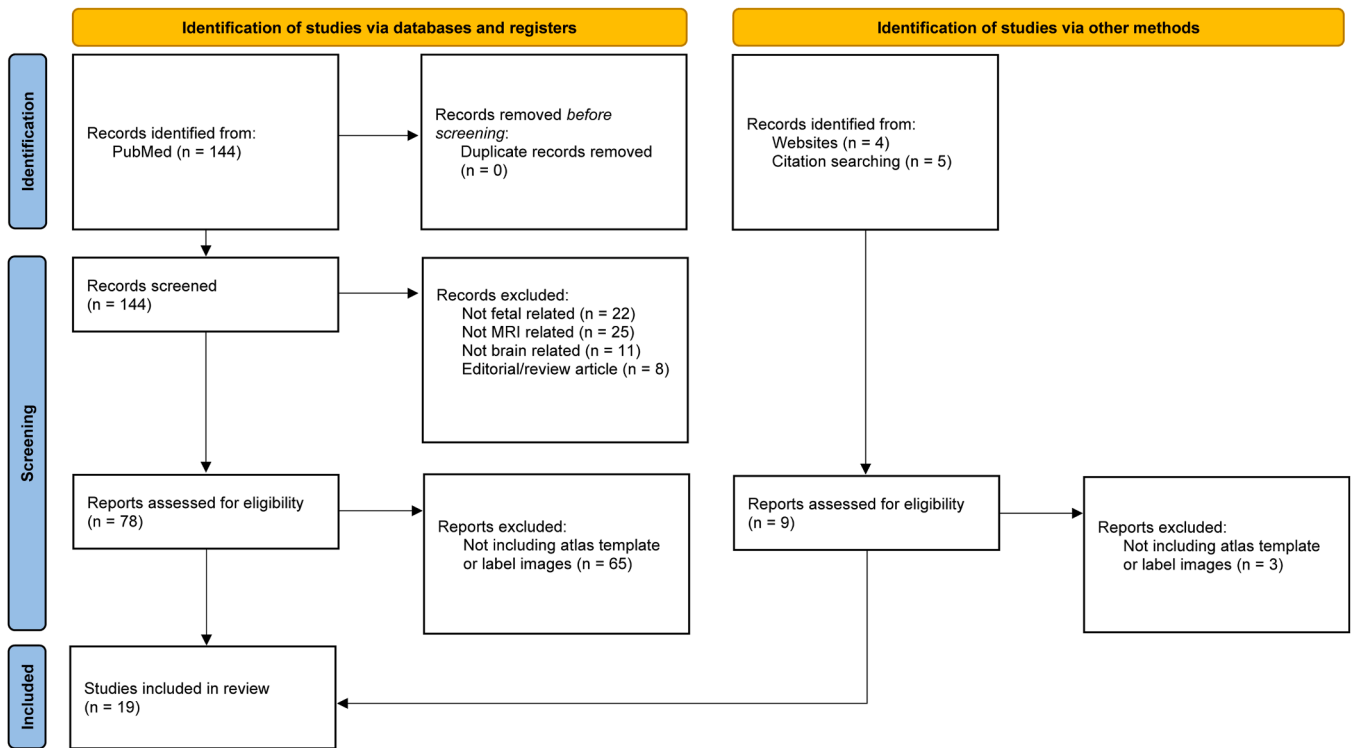 Identification of studies via databases and registers
Identification of studies via other methods
Identification
Records identified from:
PubMed (n = 144)
Records removed before
screening:
Duplicate records removed
(n = 0)
Records identified from:
Websites (n = 4)
Citation searching (n = 5)
Screening
Records screened
(n = 144)
Records excluded:
Not fetal related (n = 22)
Not MRI related (n = 25)
Not brain related (n = 11)
Editorial/review article (n = 8)
Reports assessed for eligibility
(n = 78)
Reports excluded:
Not including atlas template
or label images (n = 65)
Reports assessed for eligibility
(n = 9)
Reports excluded:
Not including atlas template
or label images (n = 3)
Included
Studies included in review
(n = 19)